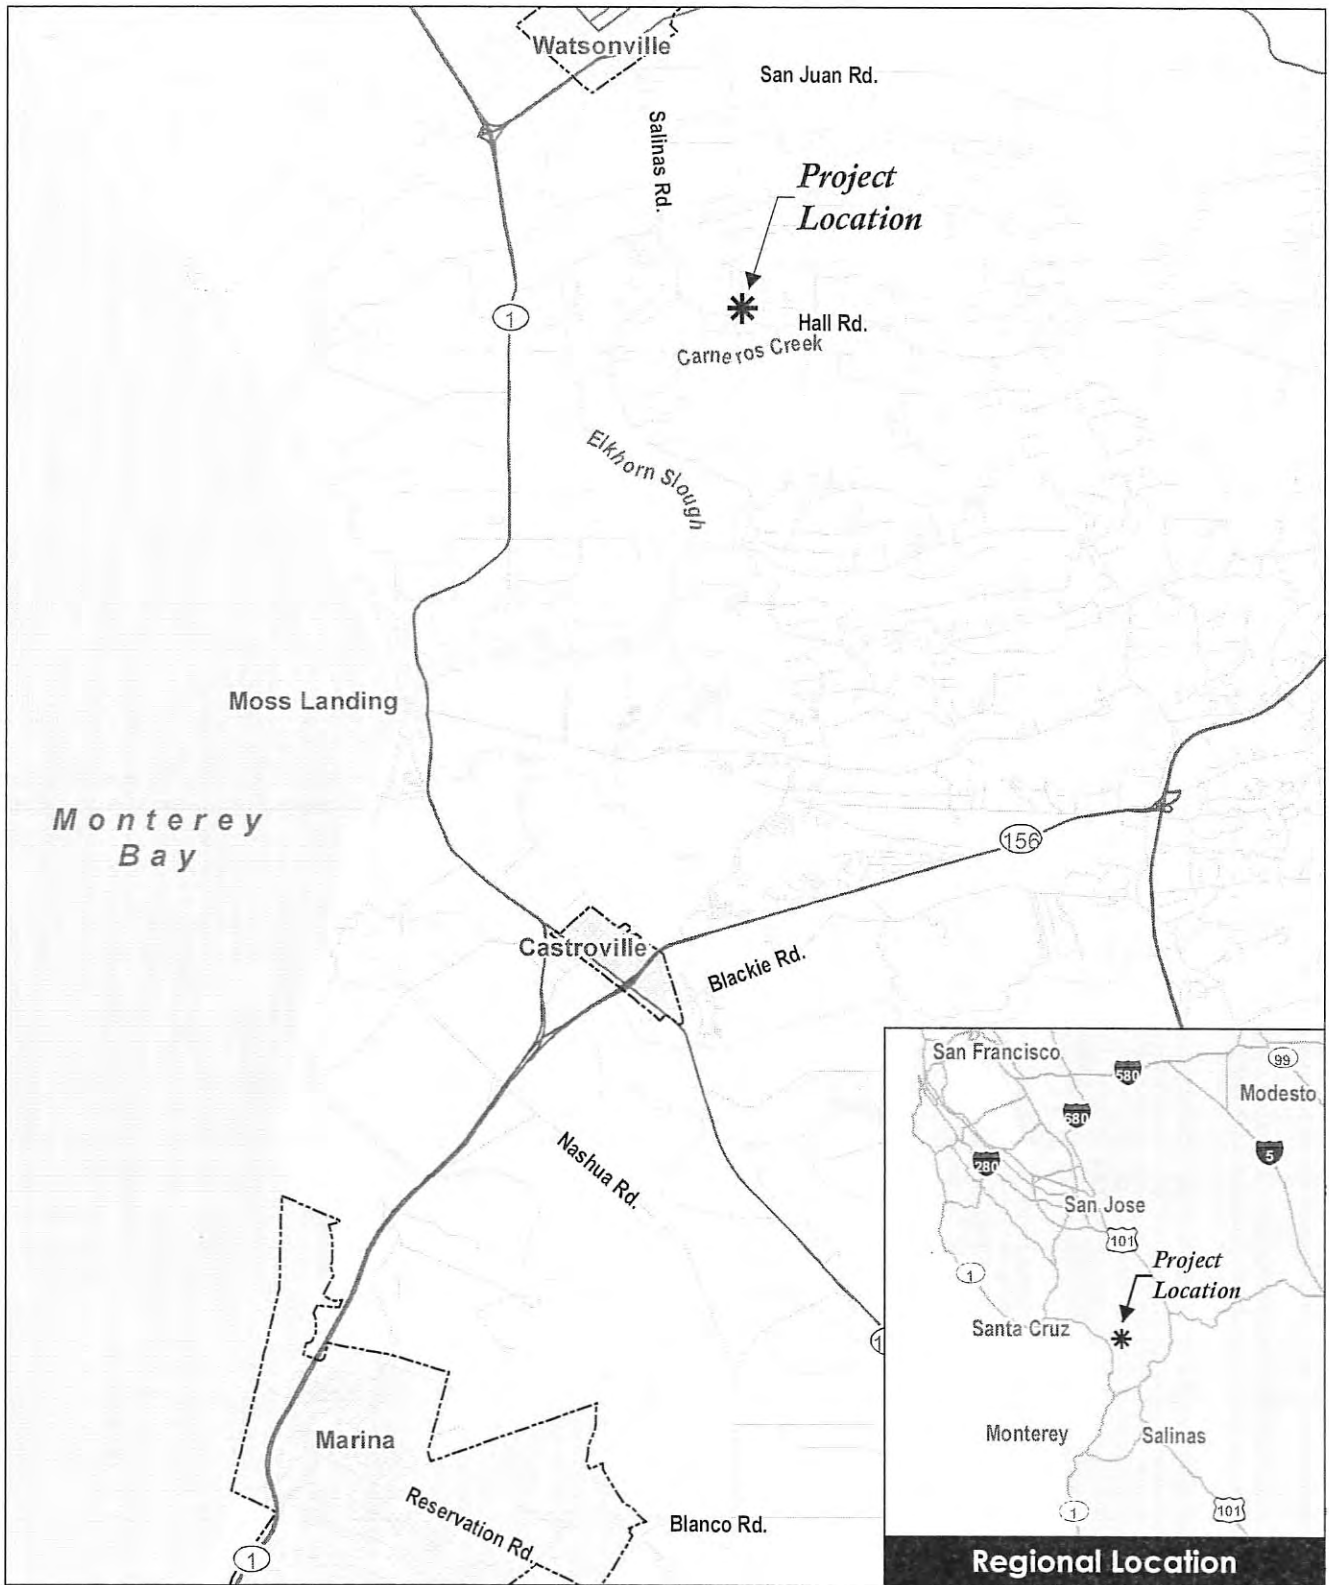 Watsonville
San Juan Rd.
Salinas Rd.
Project
Location
1
Hall Rd.
Carneros Creek
Elkhorn Slough
Moss Landing
Monterey
Bay
156
Castroville
Blackie Rd.
Nashua Rd.
Marina
Reservation Rd.
Blanco Rd.
1
San Francisco
580
99
Modesto
680
5
280
San Jose
101
Project
Location
1
Santa Cruz
Monterey
Salinas
1
101
Regional Location